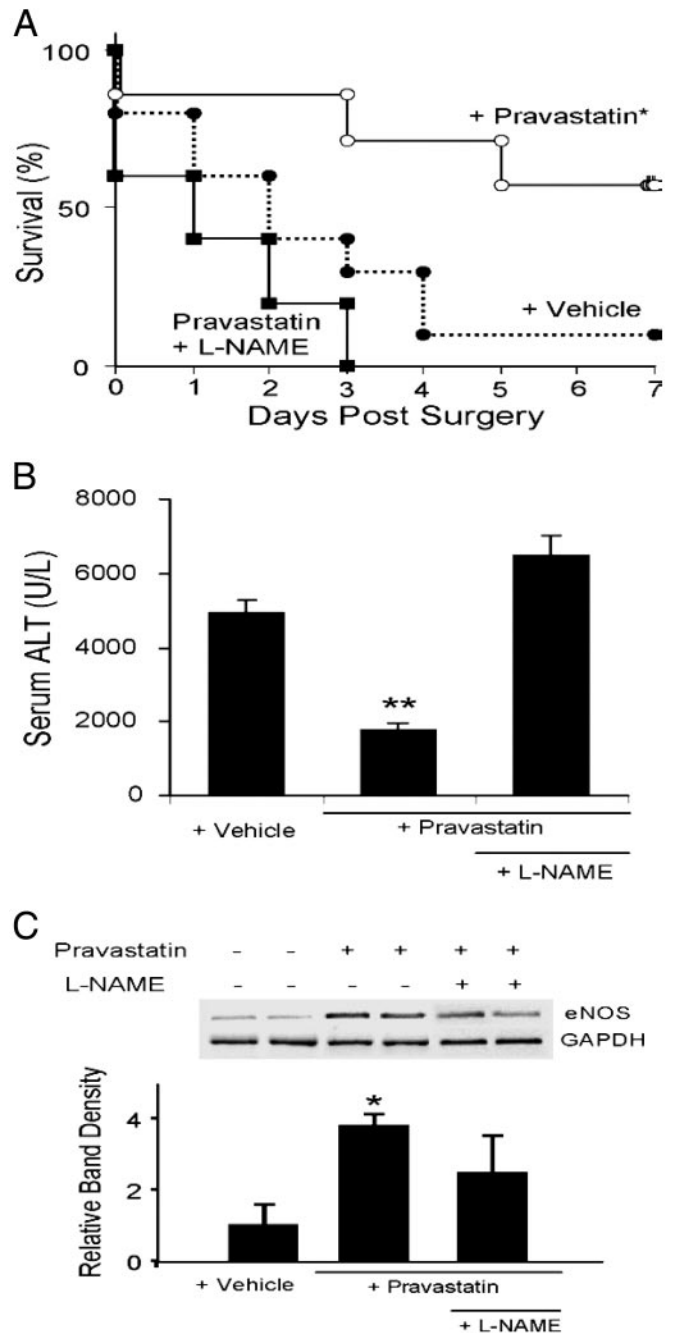 A
100
+ Pravastatin*
Survival (%)
50
Pravastatin
+ L-NAME
+ Vehicle
0
0 1 2 3 4 5 6 7
Days Post Surgery
B
8000
6000
Serum ALT (U/L)
4000
**
2000
0
+ Vehicle
+ Pravastatin
+ L-NAME
C
Pravastatin - - + + + +
L-NAME - - - - + +
eNOS
GAPDH
Relative Band Density
4
*
2
0
+ Vehicle
+ Pravastatin
+ L-NAME